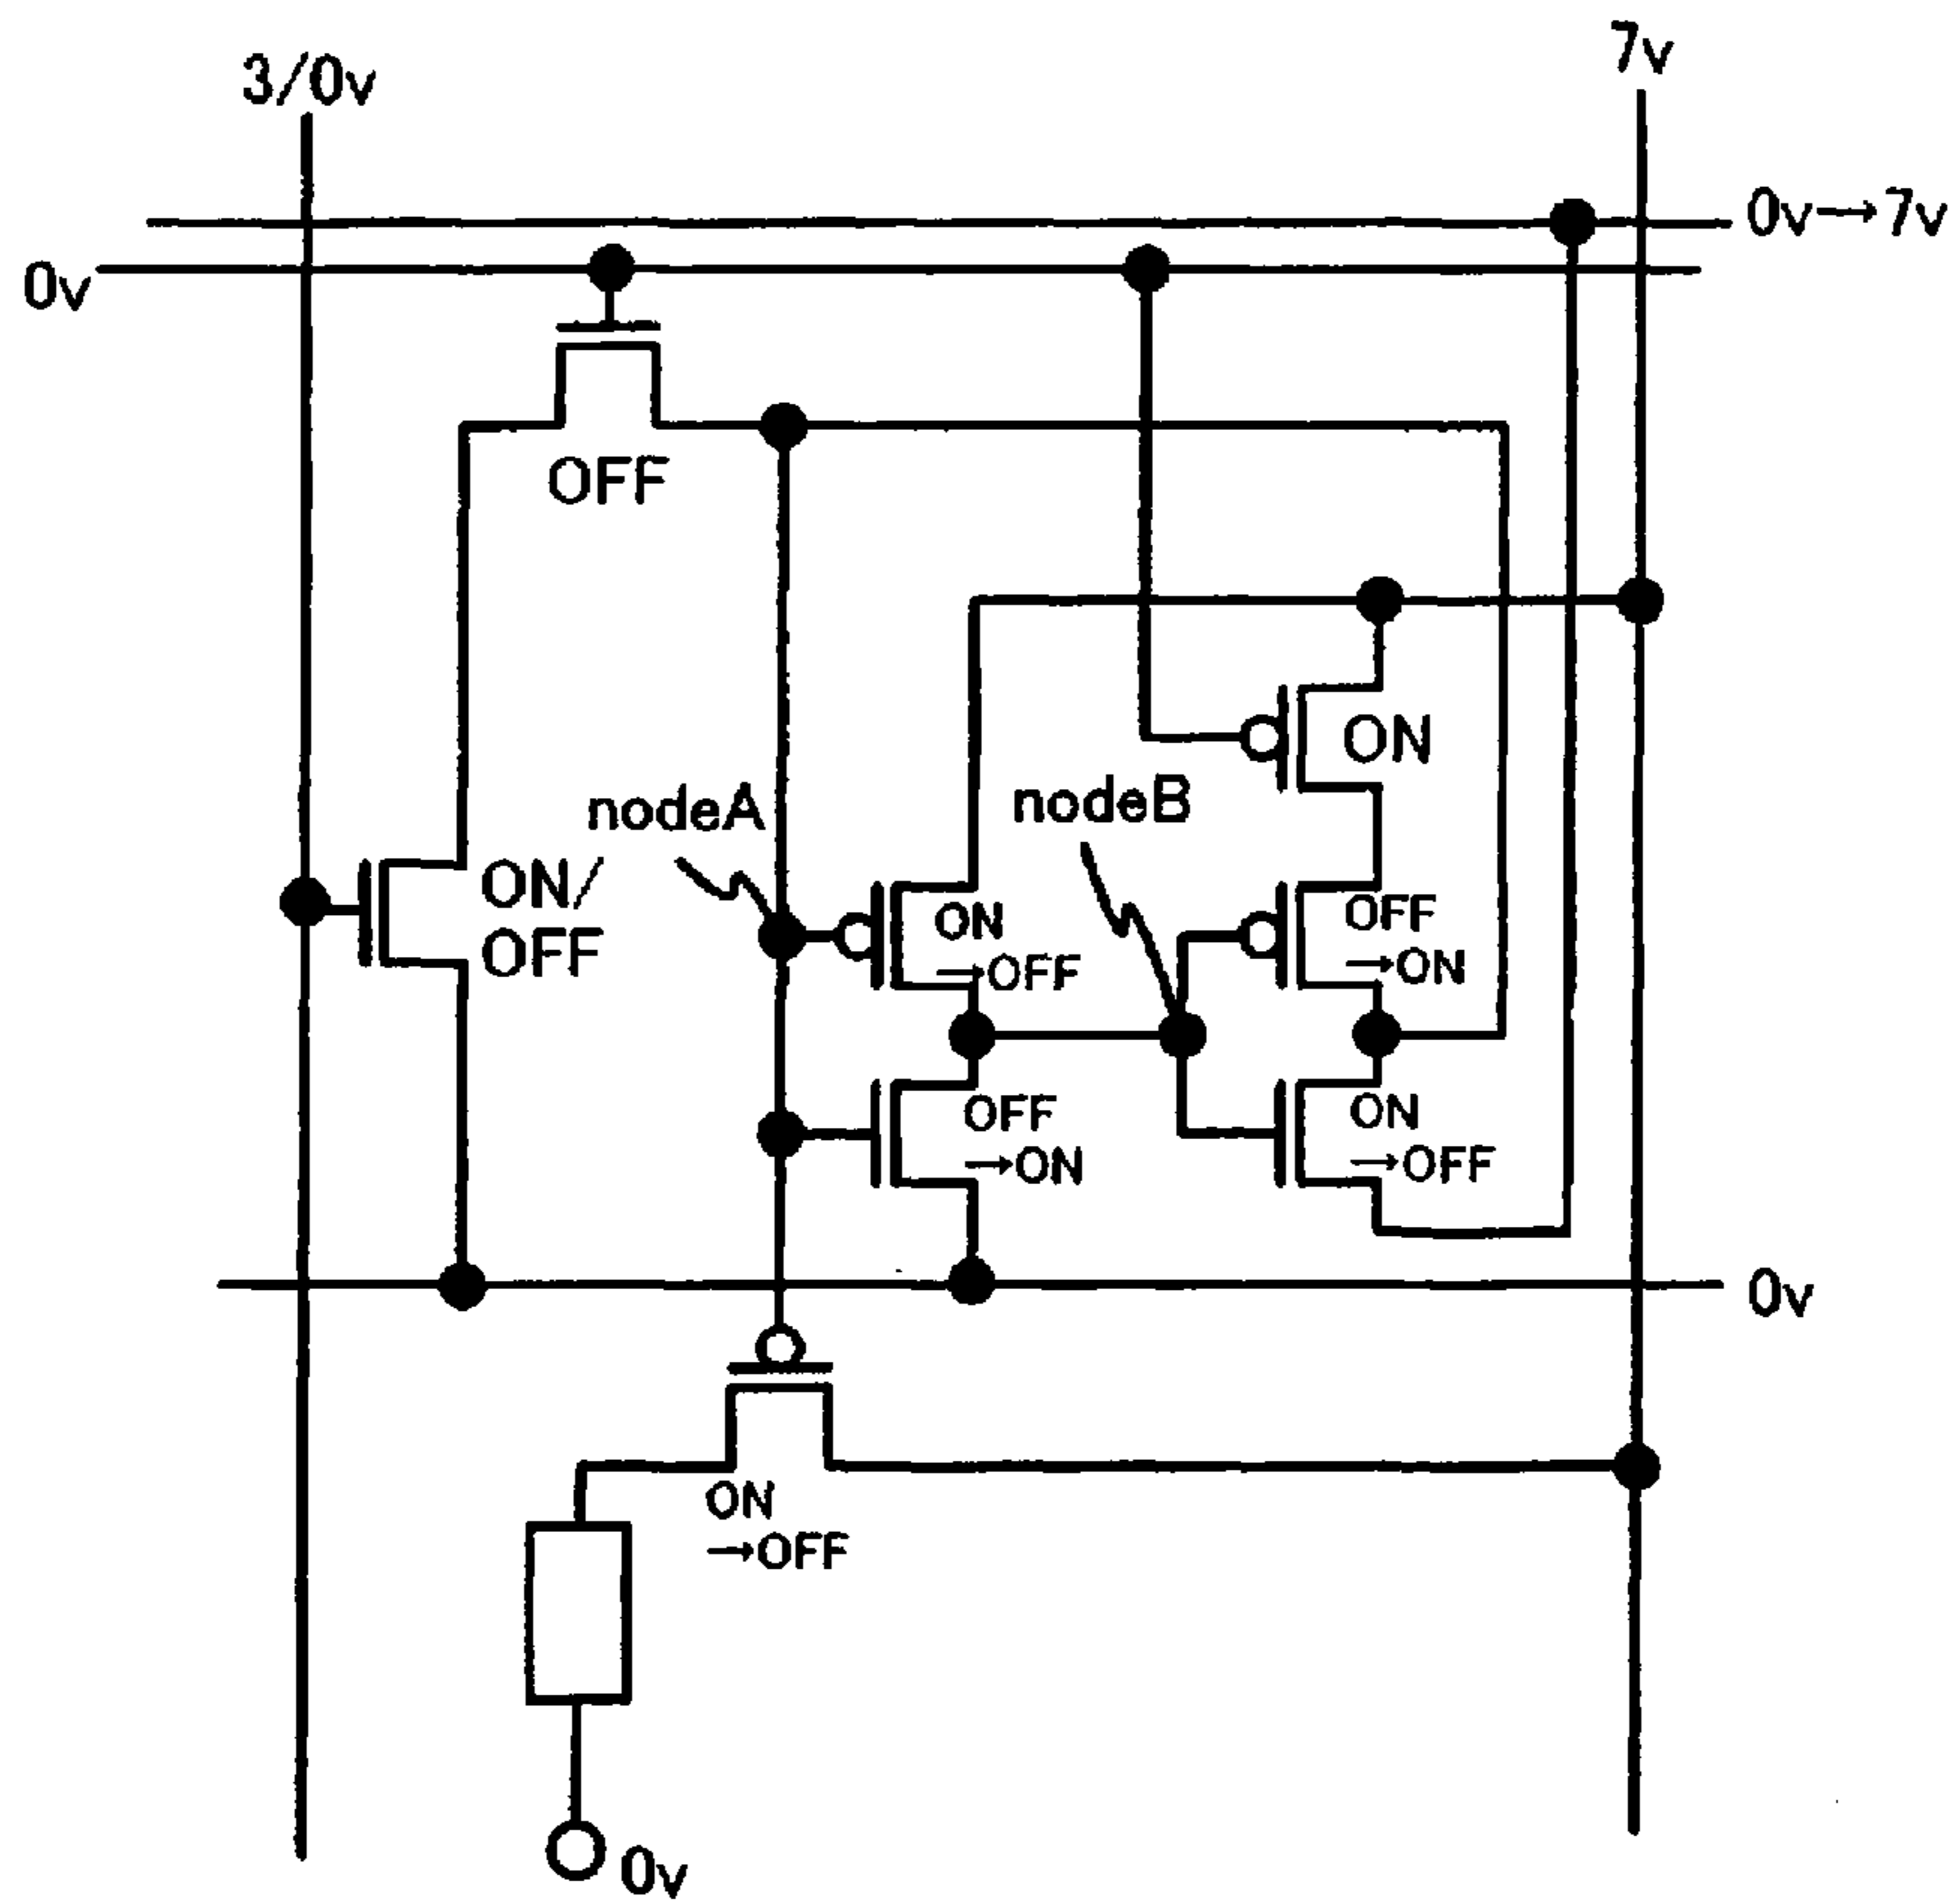 3/0v
7v
0v→7v
0v
OFF
ON
nodeA
nodeB
ON/
OFF
ON
→OFF
OFF
→ON
OFF
→ON
ON
→OFF
0v
ON
→OFF
0v